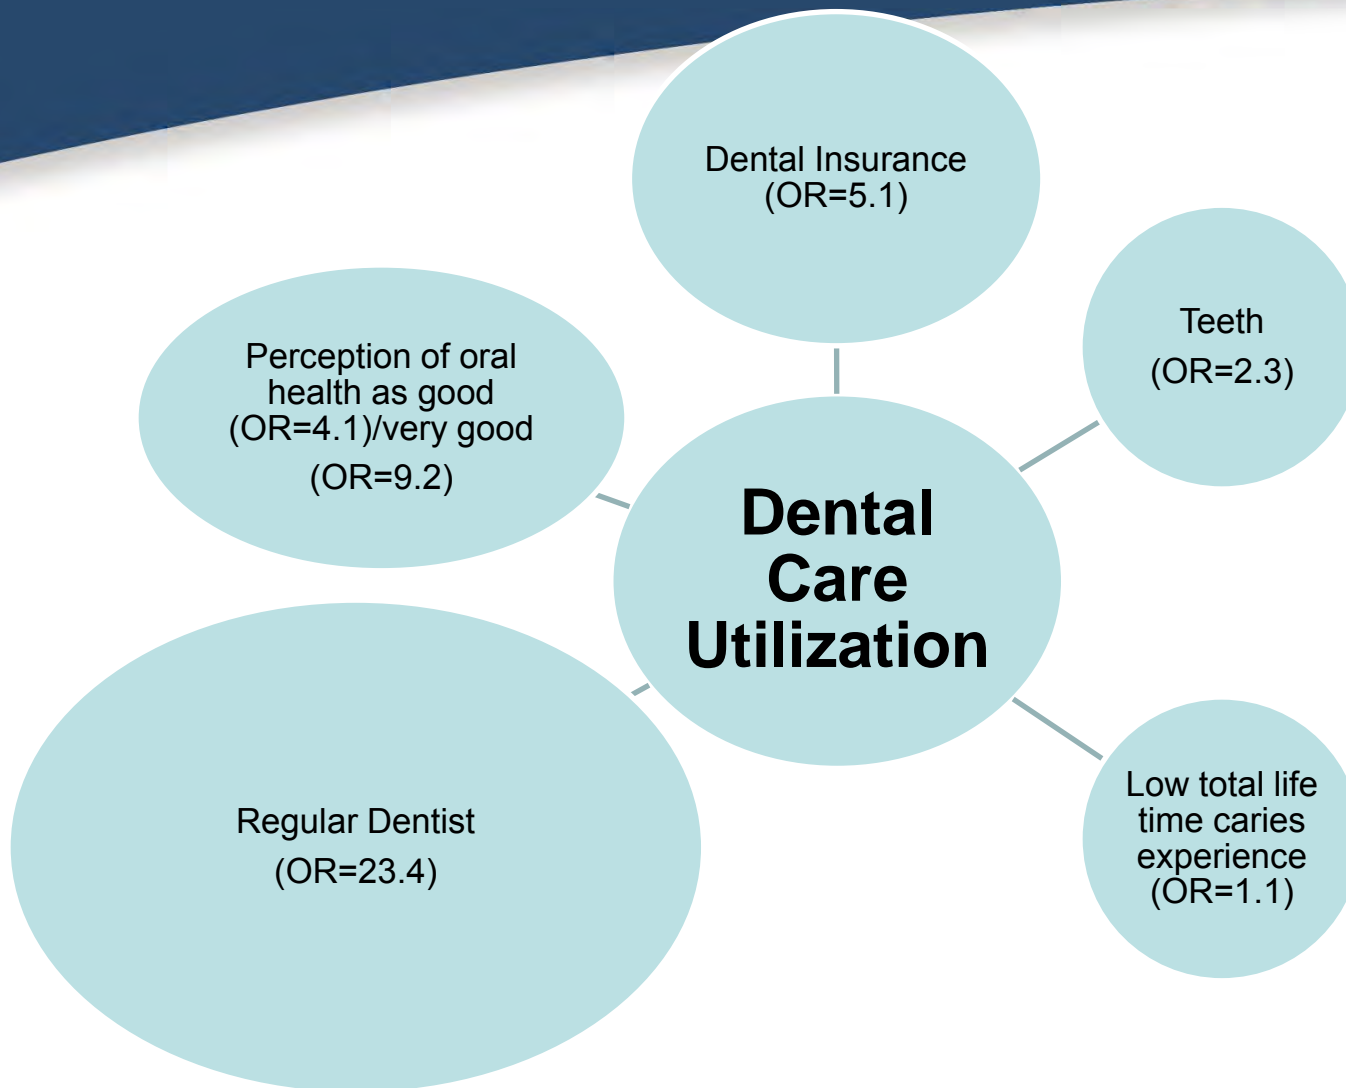 Dental Insurance
(OR=5.1)
Teeth
(OR=2.3)
Perception of oral
health as good
(OR=4.1)/very good
(OR=9.2)
Dental
Care
Utilization
Regular Dentist
(OR=23.4)
Low total life
time caries
experience
(OR=1.1)